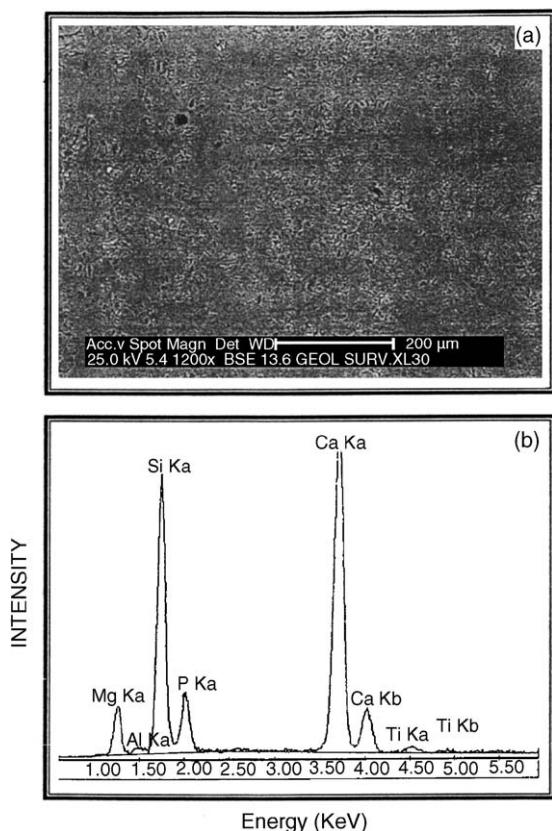 (a)
Acc.v Spot Magn Det WD 200 μm
25.0 kV 5.4 1200x BSE 13.6 GEOL SURV.XL30
(b)
Ca Ka
Si Ka
INTENSITY
Mg Ka
Al Ka
P Ka
Ca Kb
Ti Ka
Ti Kb
1.00 1.50 2.00 2.50 3.00 3.50 4.00 4.50 5.00 5.50
Energy (KeV)